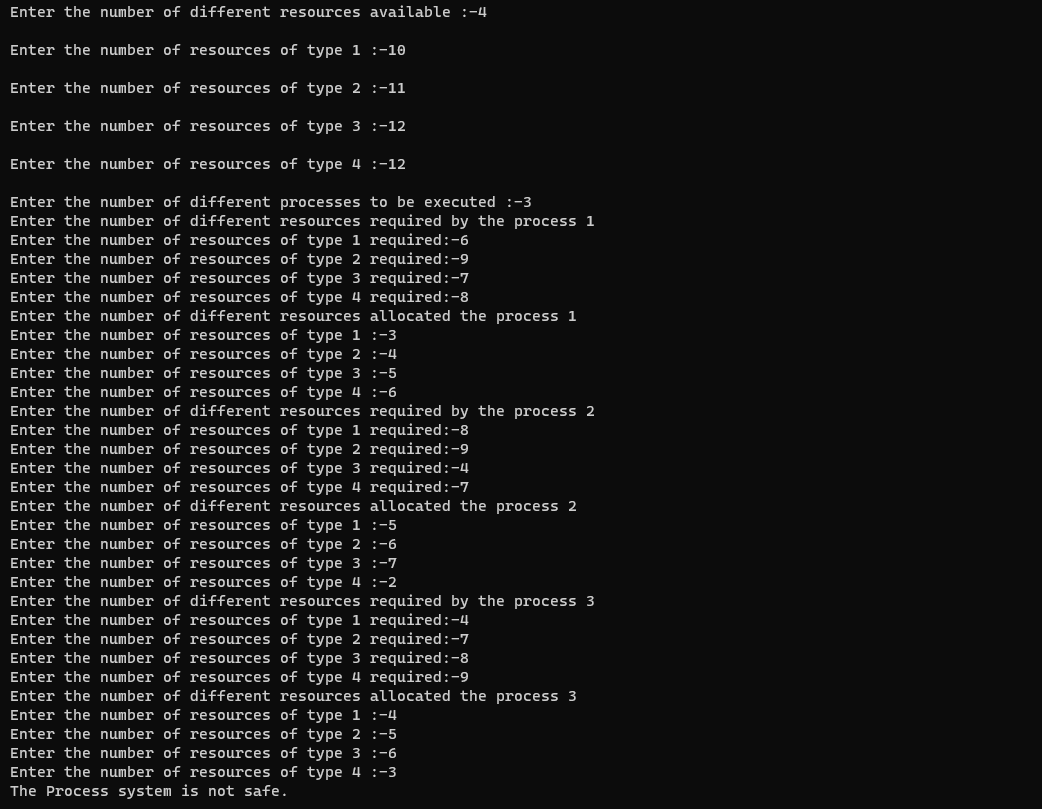 Enter the number of different resources available :-4
Enter the number of resources of type 1 :-10
Enter the number of resources of type 2 :-11
Enter the number of resources of type 3 :-12
Enter the number of resources of type 4 :-12
Enter the number of different processes to be executed :-3
Enter the number of different resources required by the process 1
Enter the number of resources of type 1 required:-6
Enter the number of resources of type 2 required:-9
Enter the number of resources of type 3 required:-7
Enter the number of resources of type 4 required:-8
Enter the number of different resources allocated the process 1
Enter the number of resources of type 1 :-3
Enter the number of resources of type 2 :-4
Enter the number of resources of type 3 :-5
Enter the number of resources of type 4 :-6
Enter the number of different resources required by the process 2
Enter the number of resources of type 1 required:-8
Enter the number of resources of type 2 required:-9
Enter the number of resources of type 3 required:-4
Enter the number of resources of type 4 required:-7
Enter the number of different resources allocated the process 2
Enter the number of resources of type 1 :-5
Enter the number of resources of type 2 :-6
Enter the number of resources of type 3 :-7
Enter the number of resources of type 4 :-2
Enter the number of different resources required by the process 3
Enter the number of resources of type 1 required:-4
Enter the number of resources of type 2 required:-7
Enter the number of resources of type 3 required:-8
Enter the number of resources of type 4 required:-9
Enter the number of different resources allocated the process 3
Enter the number of resources of type 1 :-4
Enter the number of resources of type 2 :-5
Enter the number of resources of type 3 :-6
Enter the number of resources of type 4 :-3
The Process system is not safe.